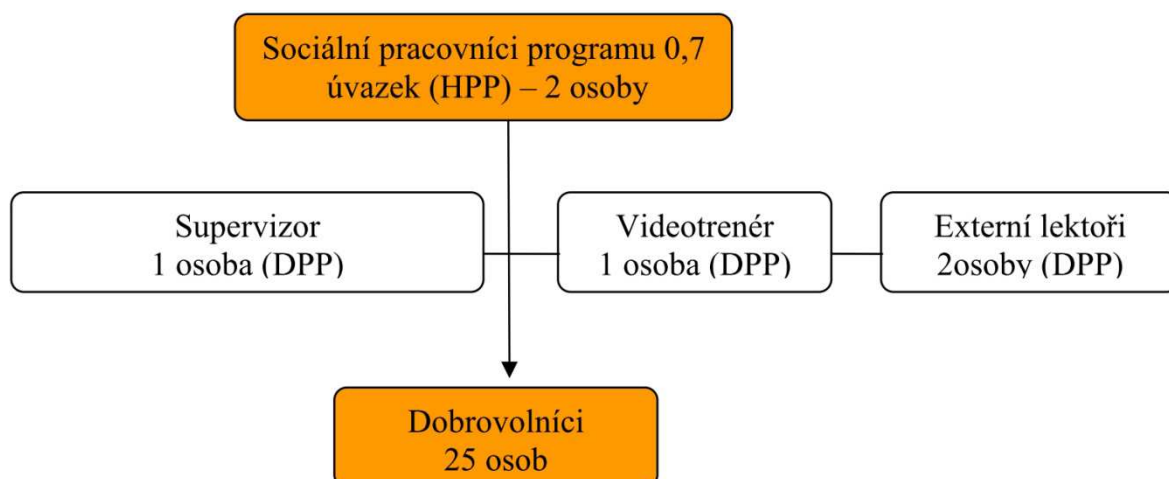 Sociální pracovníci programu 0,7
úvazek (HPP) – 2 osoby
Supervizor
1 osoba (DPP)
Videotrenér
1 osoba (DPP)
Externí lektoři
2osoby (DPP)
Dobrovolníci
25 osob